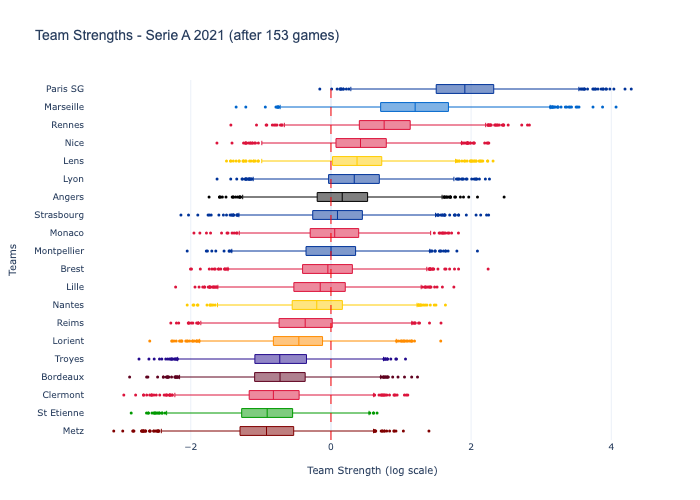 Team Strengths - Serie A 2021 (after 153 games)
Paris SG
Marseille
Rennes
Nice
Lens
Lyon
Angers
Strasbourg
Monaco
Montpellier
Brest
Lille
Nantes
Reims
Lorient
Troyes
Bordeaux
Clermont
St Etienne
Metz
Teams
−2 0 2 4
Team Strength (log scale)